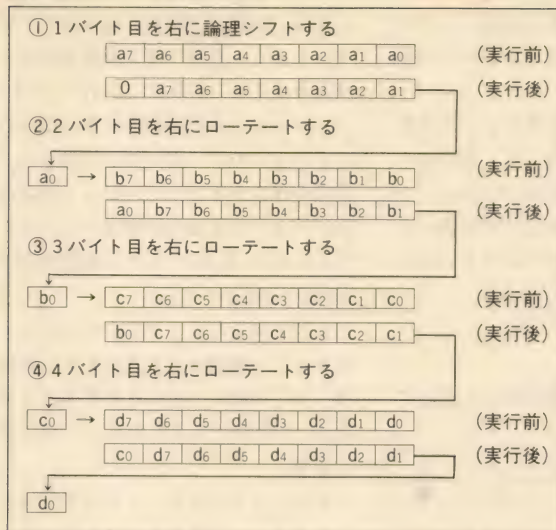 ①1バイト目を右に論理シフトする
a7 a6 a5 a4 a3 a2 a1 a0 (実行前)
0 a7 a6 a5 a4 a3 a2 a1 (実行後)
②2バイト目を右にローテートする
a0 → b7 b6 b5 b4 b3 b2 b1 b0 (実行前)
a0 b7 b6 b5 b4 b3 b2 b1 (実行後)
③3バイト目を右にローテートする
b0 → c7 c6 c5 c4 c3 c2 c1 c0 (実行前)
b0 c7 c6 c5 c4 c3 c2 c1 (実行後)
④4バイト目を右にローテートする
c0 → d7 d6 d5 d4 d3 d2 d1 d0 (実行前)
c0 d7 d6 d5 d4 d3 d2 d1 (実行後)
d0